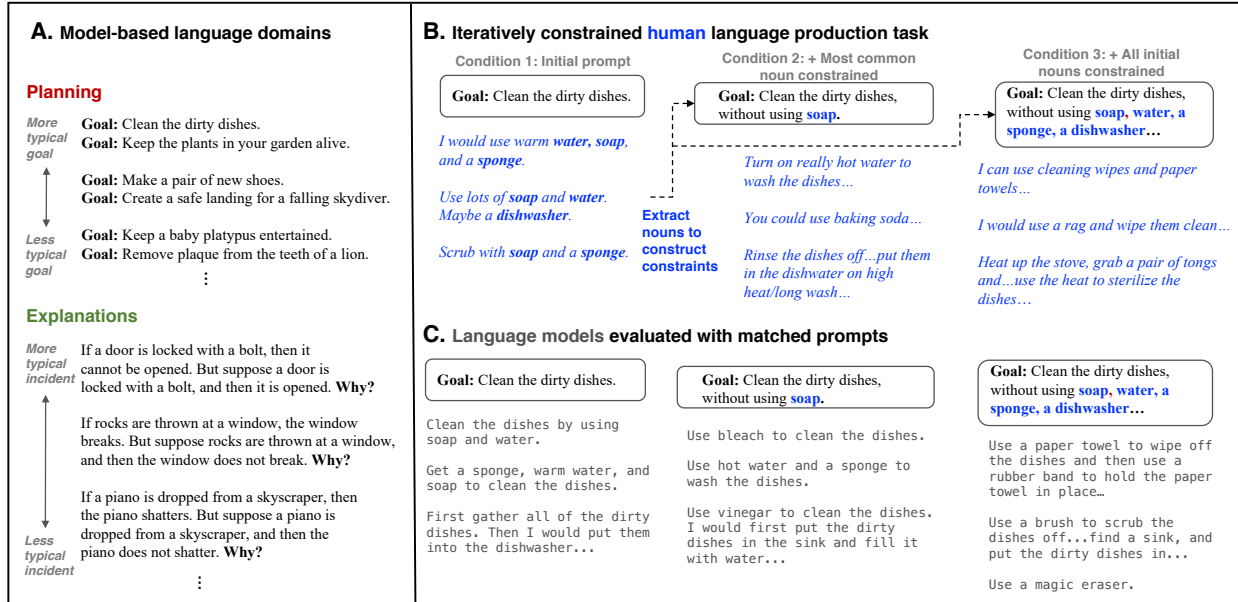 A. Model-based language domains
Planning
More
typical
goal
Goal: Clean the dirty dishes.
Goal: Keep the plants in your garden alive.
Goal: Make a pair of new shoes.
Goal: Create a safe landing for a falling skydiver.
Less
typical
goal
Goal: Keep a baby platypus entertained.
Goal: Remove plaque from the teeth of a lion.
⋮
Explanations
More
typical
incident
If a door is locked with a bolt, then it
cannot be opened. But suppose a door is
locked with a bolt, and then it is opened. Why?
If rocks are thrown at a window, the window
breaks. But suppose rocks are thrown at a window,
and then the window does not break. Why?
If a piano is dropped from a skyscraper, then
the piano shatters. But suppose a piano is
dropped from a skyscraper, and then the
piano does not shatter. Why?
Less
typical
incident
⋮
B. Iteratively constrained human language production task
Condition 1: Initial prompt
Goal: Clean the dirty dishes.
I would use warm water, soap,
and a sponge.
Use lots of soap and water.
Maybe a dishwasher.
Scrub with soap and a sponge.
Extract
nouns to
construct
constraints
Condition 2: + Most common
noun constrained
Goal: Clean the dirty dishes,
without using soap.
Turn on really hot water to
wash the dishes…
You could use baking soda…
Rinse the dishes off…put them
in the dishwater on high
heat/long wash…
Condition 3: + All initial
nouns constrained
Goal: Clean the dirty dishes,
without using soap, water, a
sponge, a dishwasher…
I can use cleaning wipes and paper
towels…
I would use a rag and wipe them clean…
Heat up the stove, grab a pair of tongs
and…use the heat to sterilize the
dishes…
C. Language models evaluated with matched prompts
Goal: Clean the dirty dishes.
Clean the dishes by using
soap and water.
Get a sponge, warm water, and
soap to clean the dishes.
First gather all of the dirty
dishes. Then I would put them
into the dishwasher...
Goal: Clean the dirty dishes,
without using soap.
Use bleach to clean the dishes.
Use hot water and a sponge to
wash the dishes.
Use vinegar to clean the dishes.
I would first put the dirty
dishes in the sink and fill it
with water...
Goal: Clean the dirty dishes,
without using soap, water, a
sponge, a dishwasher…
Use a paper towel to wipe off
the dishes and then use a
rubber band to hold the paper
towel in place…
Use a brush to scrub the
dishes off...find a sink, and
put the dirty dishes in...
Use a magic eraser.